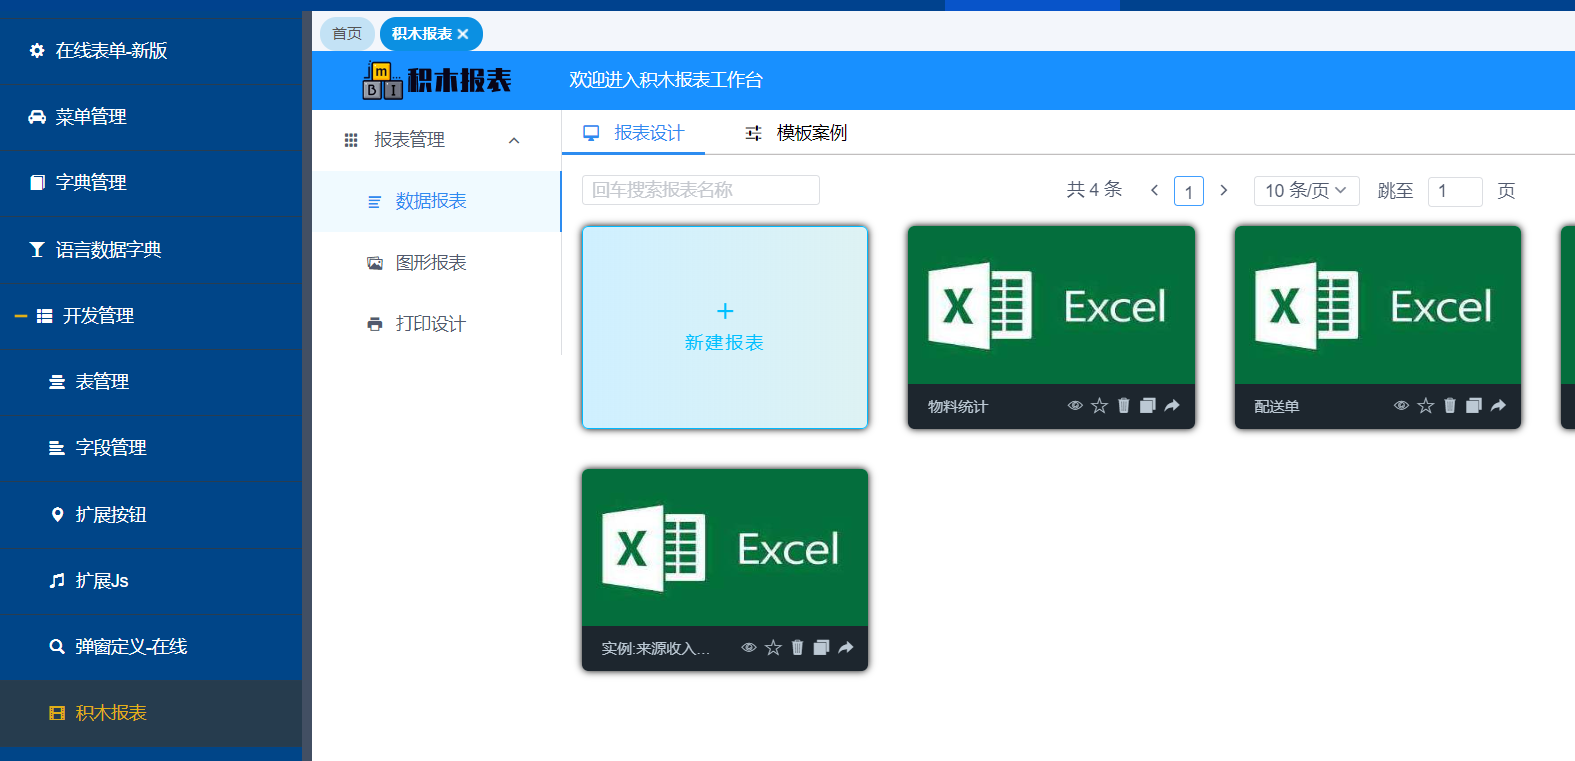 首页
积木报表
在线表单-新版
菜单管理
字典管理
语言数据字典
开发管理
表管理
字段管理
扩展按钮
扩展Js
弹窗定义-在线
积木报表
m
B I
积木报表
欢迎进入积木报表工作台
报表管理
数据报表
图形报表
打印设计
报表设计
模板案例
回车搜索报表名称
共 4 条
1
10 条/页
跳至
1
页
新建报表
X Excel
物料统计
X Excel
配送单
X Excel
实例:来源收入...